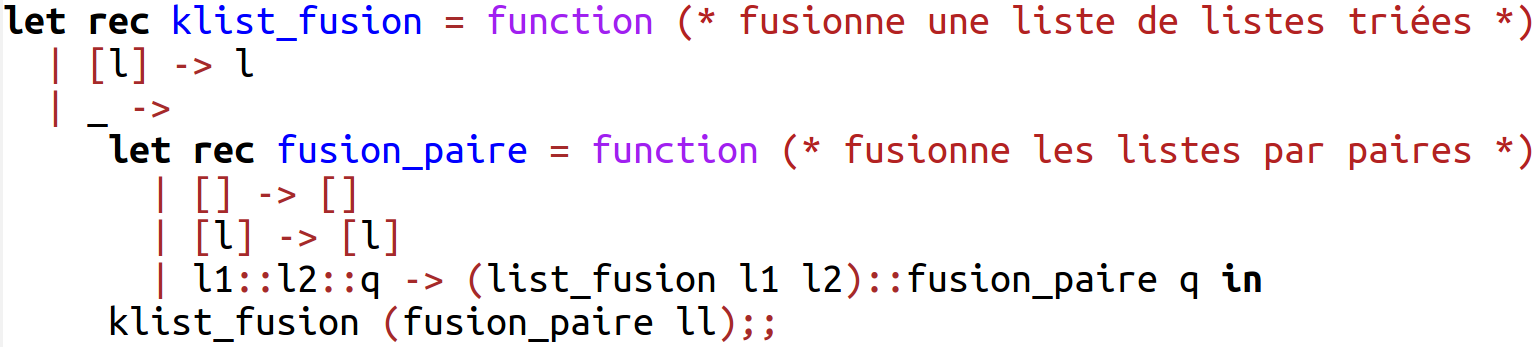 let rec klist_fusion = function (* fusionne une liste de listes triées *)
  | [l] -> l
  | _ ->
     let rec fusion_paire = function (* fusionne les listes par paires *)
       | [] -> []
       | [l] -> [l]
       | l1::l2::q -> (list_fusion l1 l2)::fusion_paire q in
     klist_fusion (fusion_paire ll);;